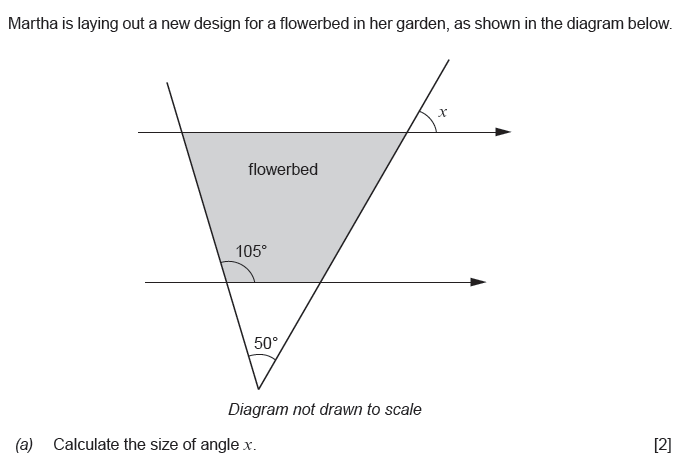 Martha is laying out a new design for a flowerbed in her garden, as shown in the diagram below.
x
flowerbed
105°
50°
Diagram not drawn to scale
(a) Calculate the size of angle x. [2]